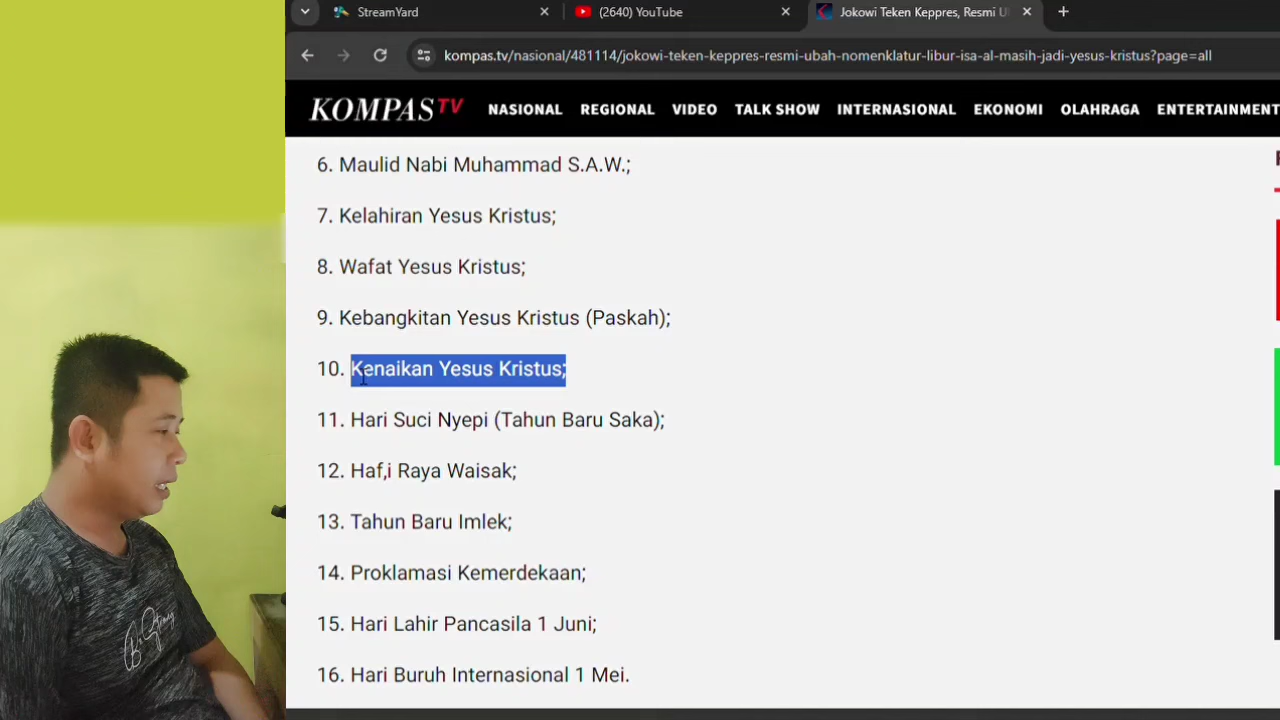 StreamYard
(2640) YouTube
Jokowi Teken Keppres, Resmi U
kompas.tv/nasional/481114/jokowi-teken-keppres-resmi-ubah-nomenklatur-libur-isa-al-masih-jadi-yesus-kristus?page=all
KOMPAS TV NASIONAL REGIONAL VIDEO TALK SHOW INTERNASIONAL EKONOMI OLAHRAGA ENTERTAINMENT
6. Maulid Nabi Muhammad S.A.W.;
7. Kelahiran Yesus Kristus;
8. Wafat Yesus Kristus;
9. Kebangkitan Yesus Kristus (Paskah);
10. Kenaikan Yesus Kristus;
11. Hari Suci Nyepi (Tahun Baru Saka);
12. Haf,i Raya Waisak;
13. Tahun Baru Imlek;
14. Proklamasi Kemerdekaan;
15. Hari Lahir Pancasila 1 Juni;
16. Hari Buruh Internasional 1 Mei.